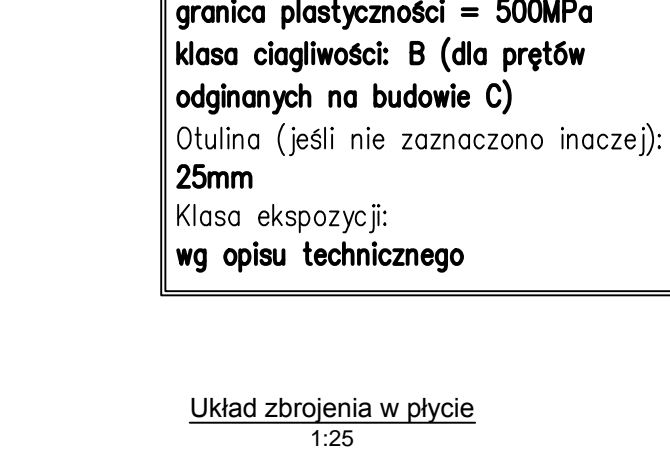 granica plastyczności = 500MPa
klasa ciagliwości: B (dla prętów
odginanych na budowie C)
Otulina (jeśli nie zaznaczono inaczej):
25mm
Klasa ekspozycji:
wg opisu technicznego
Układ zbrojenia w płycie
1:25